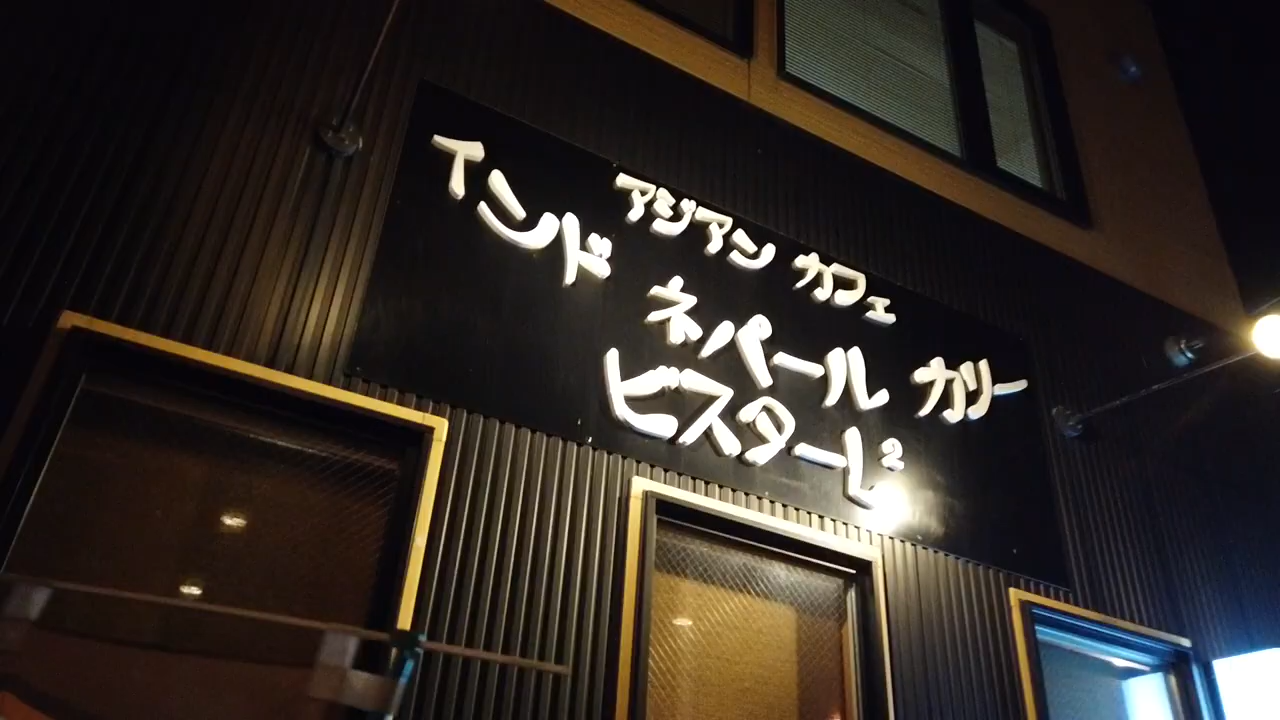 アジアン カフェ
インド ネパール カリー
ビスターレ²